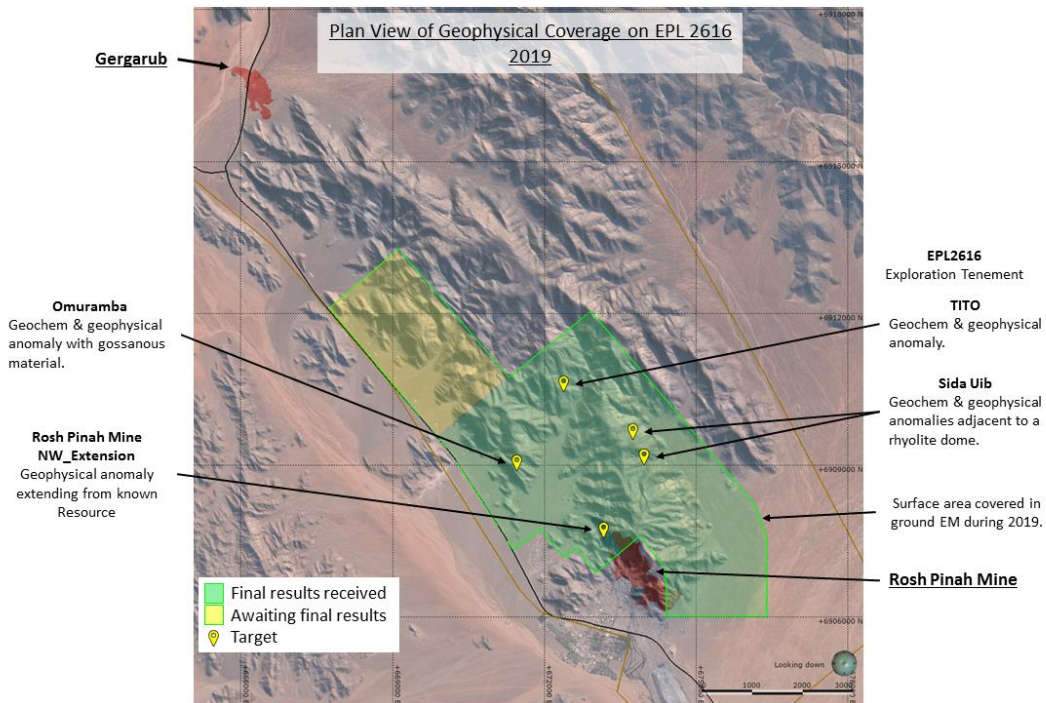 Plan View of Geophysical Coverage on EPL 2616
2019
Gergarub
Omuramba
Geochem & geophysical
anomaly with gossanous
material.
Rosh Pinah Mine
NW_Extension
Geophysical anomaly
extending from known
Resource
EPL2616
Exploration Tenement
TITO
Geochem & geophysical
anomaly.
Sida Uib
Geochem & geophysical
anomalies adjacent to a
rhyolite dome.
Surface area covered in
ground EM during 2019.
Rosh Pinah Mine
Final results received
Awaiting final results
Target
+6918000 N
+6915000 N
+6912000 N
+6909000 N
+6906000 N
+666000 E
+669000 E
+672000 E
Looking down
1000
2000
3000